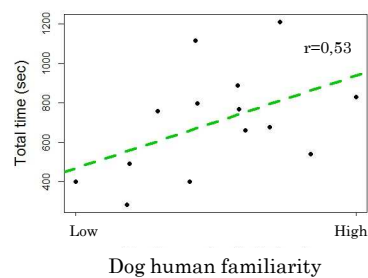 1200
r=0,53
1000
800
600
400
Total time (sec)
Low High
Dog human familiarity